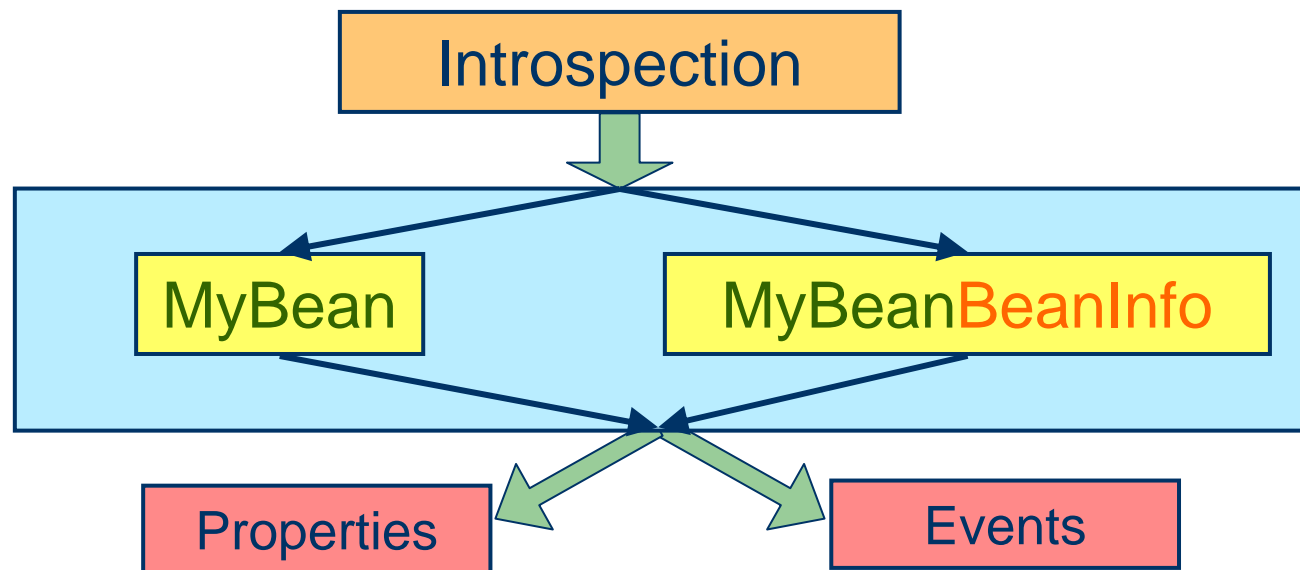 Introspection
MyBean
MyBeanBeanInfo
Properties
Events